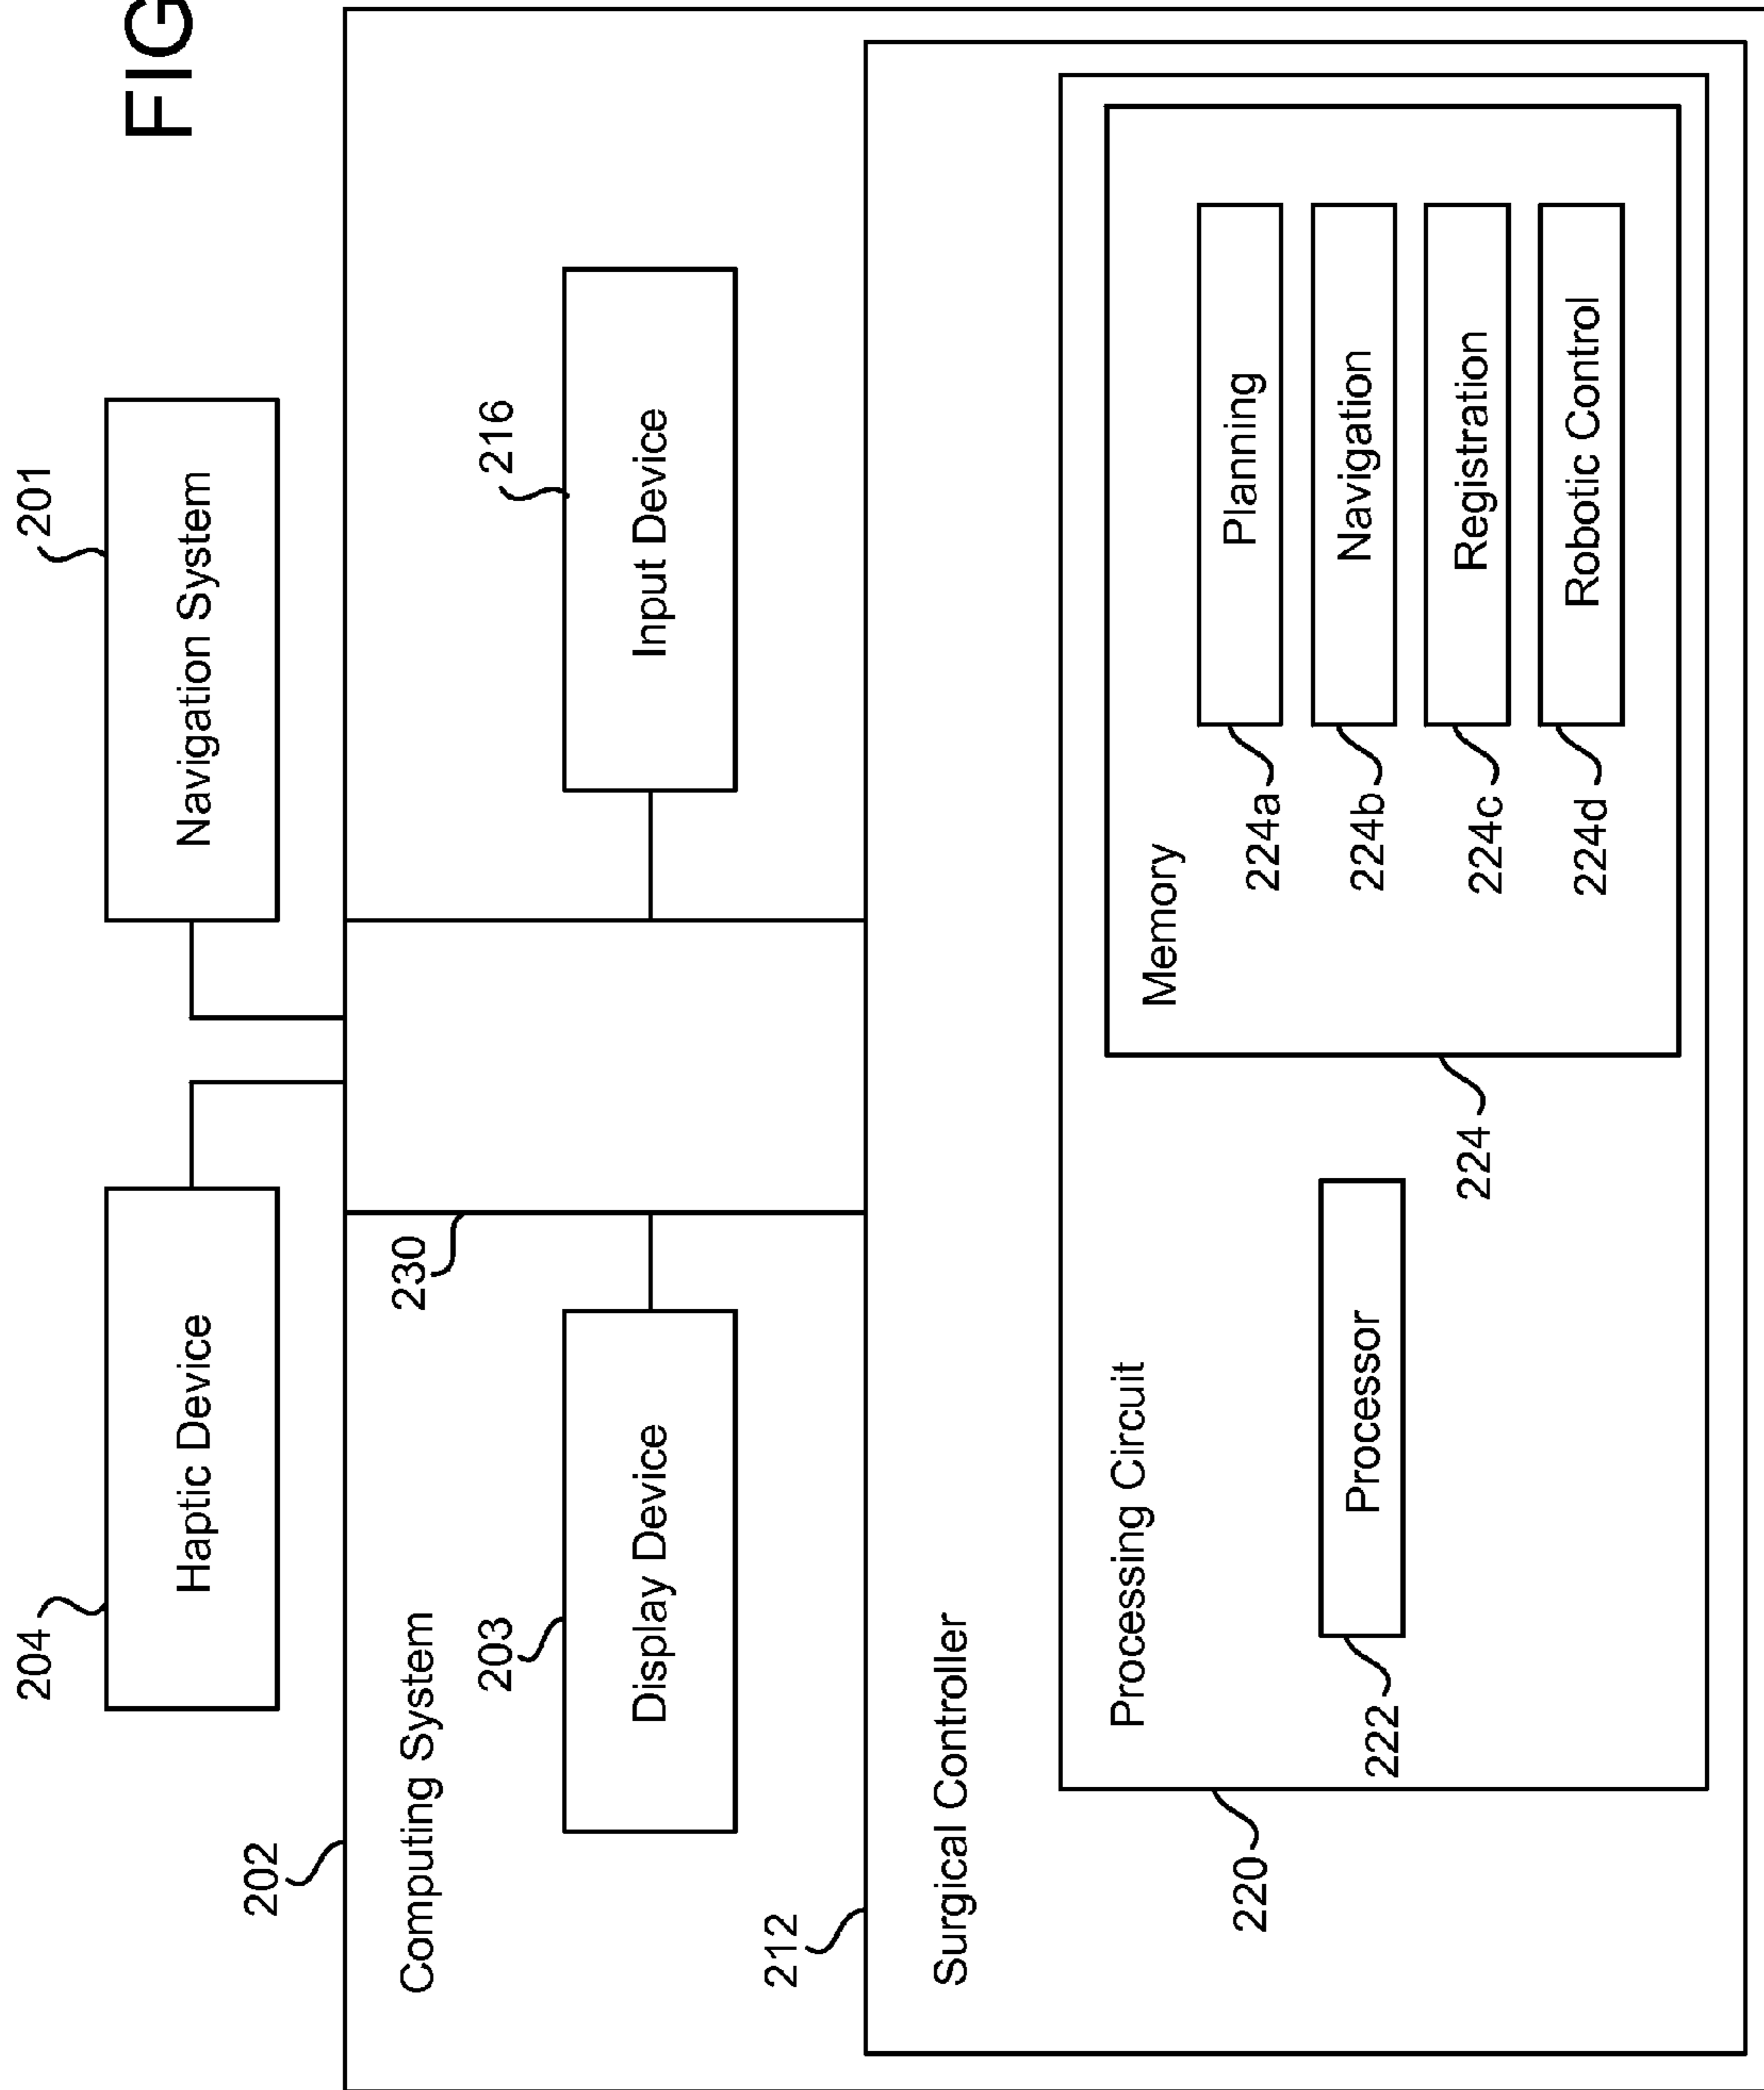 FIG
204
Haptic Device
201
Navigation System
202
Computing System
230
203
Display Device
216
Input Device
212
Surgical Controller
220
Processing Circuit
222
Processor
224
Memory
224a
Planning
224b
Navigation
224c
Registration
224d
Robotic Control